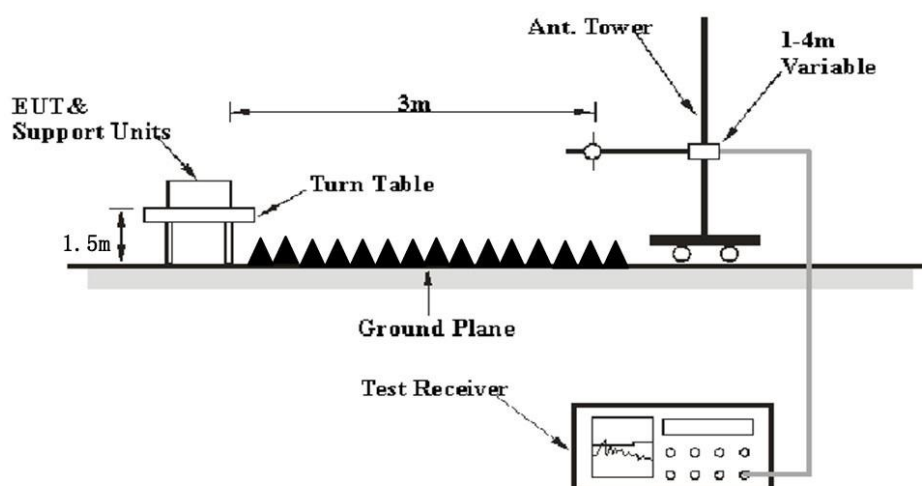 Ant. Tower
1-4m
Variable
EUT&
Support Units
3m
Turn Table
1.5m
Ground Plane
Test Receiver